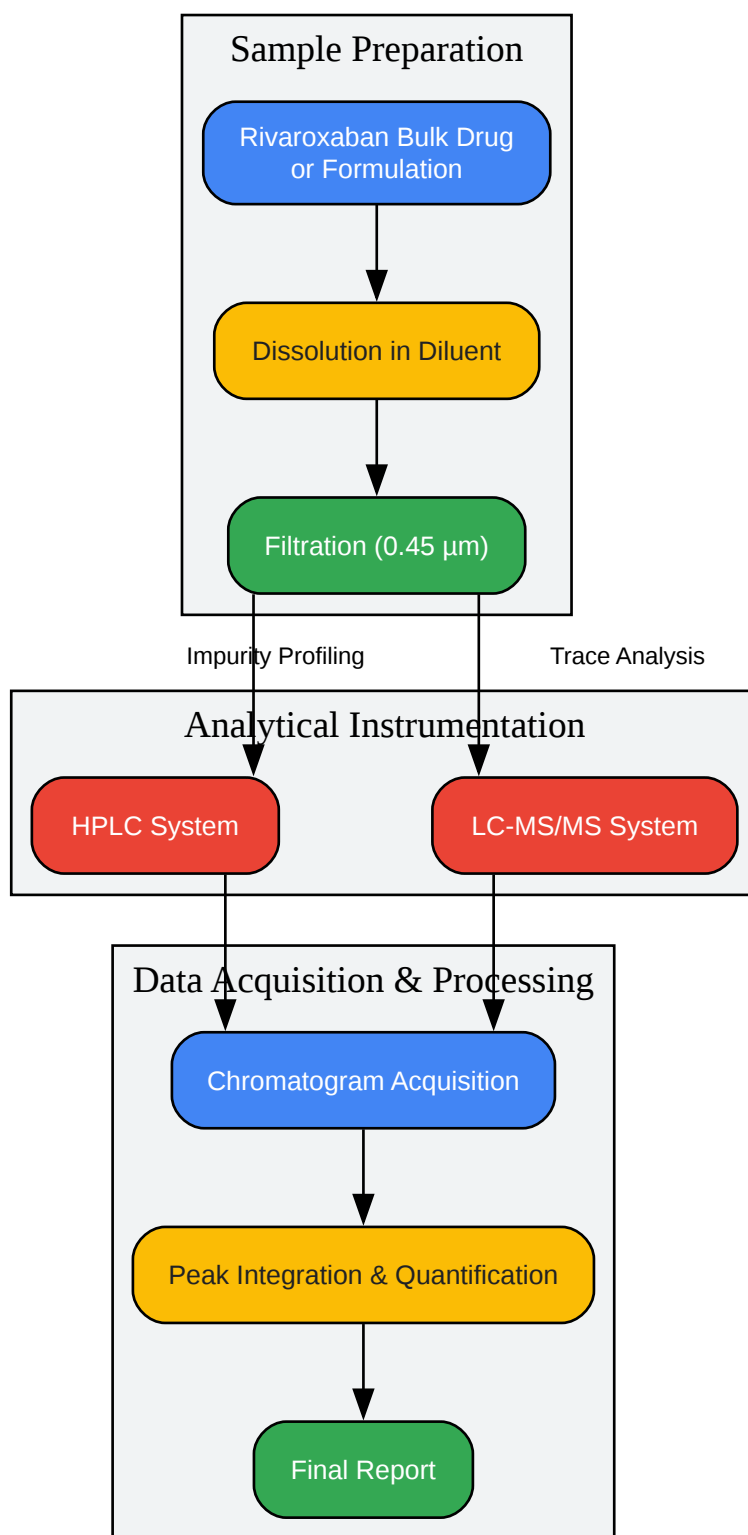 Sample Preparation
Rivaroxaban Bulk Drug
or Formulation
Dissolution in Diluent
Filtration (0.45 µm)
Impurity Profiling
Trace Analysis
Analytical Instrumentation
HPLC System
LC-MS/MS System
Data Acquisition & Processing
Chromatogram Acquisition
Peak Integration & Quantification
Final Report